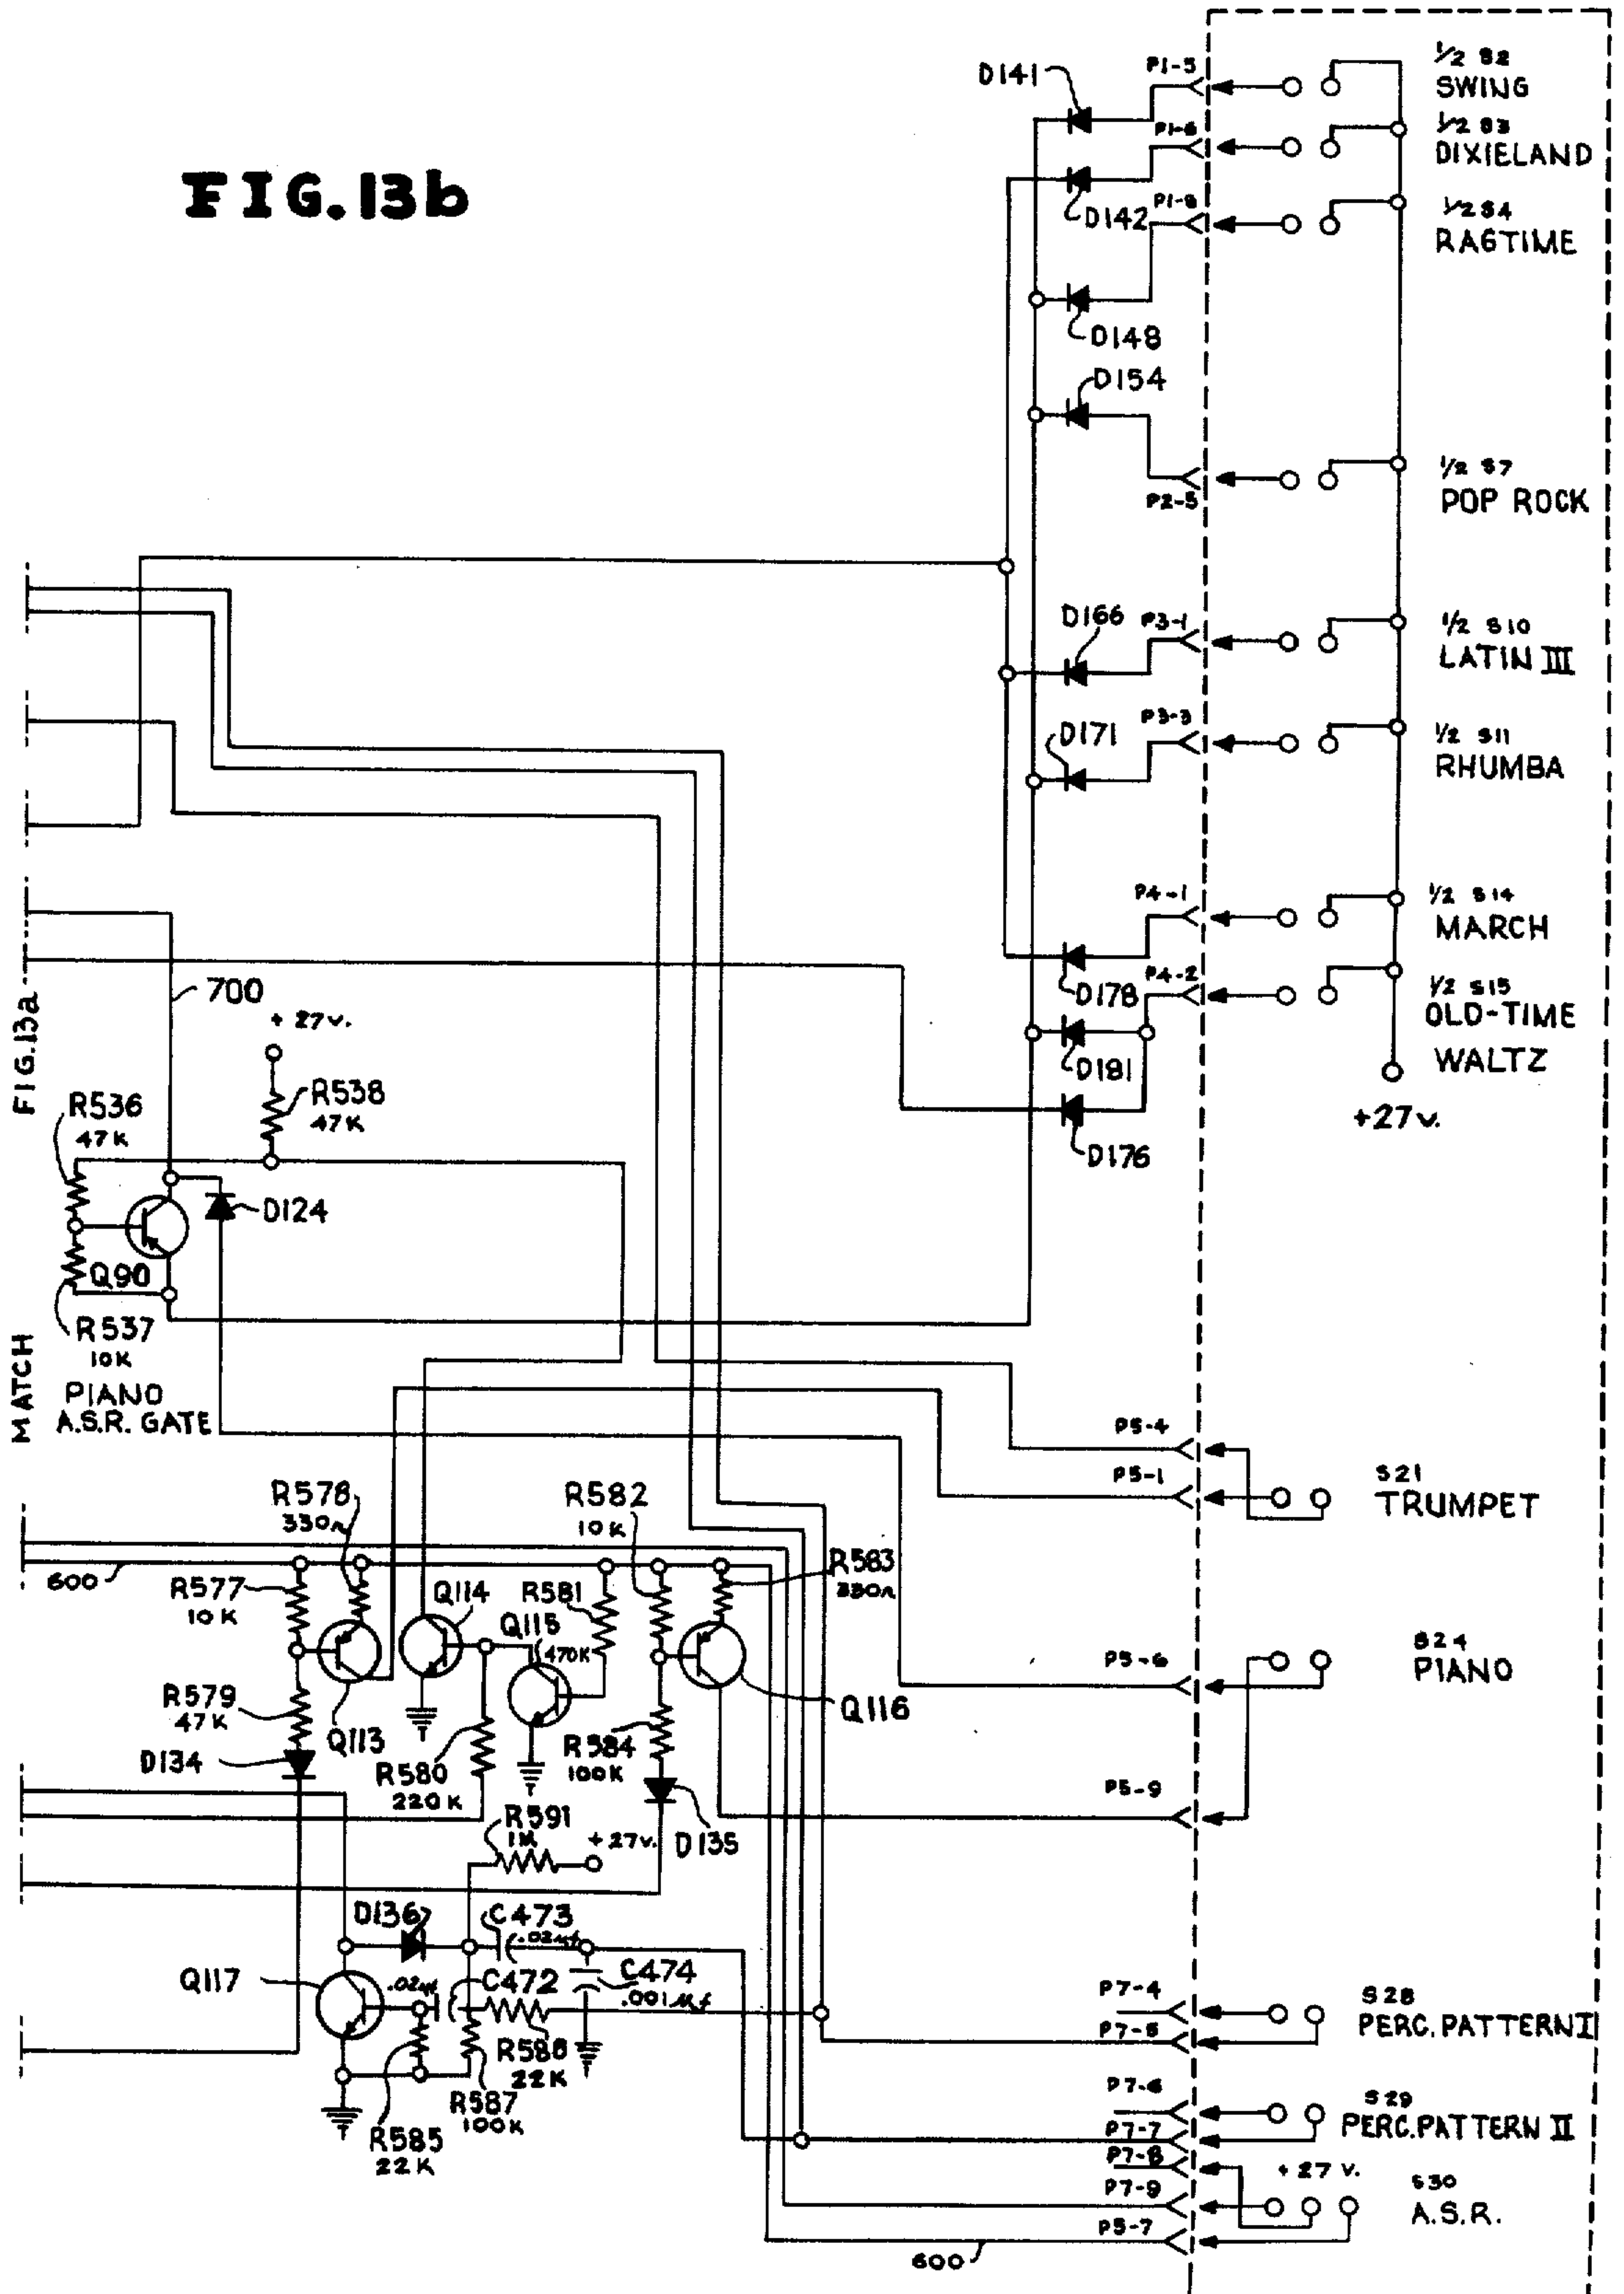 FIG. 13b
D141
P1-5
1/2 S2
SWING
P1-6
1/2 S3
DIXIELAND
D142
P1-8
1/2 S4
RAGTIME
D148
D154
P2-5
1/2 S7
POP ROCK
D166
P3-1
1/2 S10
LATIN III
D171
P3-3
1/2 S11
RHUMBA
P4-1
1/2 S14
MARCH
D178
P4-2
1/2 S15
OLD-TIME
WALTZ
D181
D176
+27v.
700
+ 27v.
R538
47K
R536
47K
D124
Q90
R537
10K
PIANO
A.S.R. GATE
MATCH FIG. 13a
P5-4
P5-1
S21
TRUMPET
R578
330Ω
R582
10K
R583
330Ω
600
R577
10K
Q114
Q115
R581
470K
P5-6
S24
PIANO
R579
47K
Q113
Q116
D134
R580
220K
R584
100K
P5-9
R591
1M
+27v.
D135
D136
C473
.02µf
Q117
.02µf
C472
C474
.001µf
R586
22K
R587
100K
R585
22K
P7-4
P7-5
S28
PERC. PATTERN I
P7-6
P7-7
S29
PERC. PATTERN II
P7-8
+ 27 V.
P7-9
S30
A.S.R.
P5-7
600